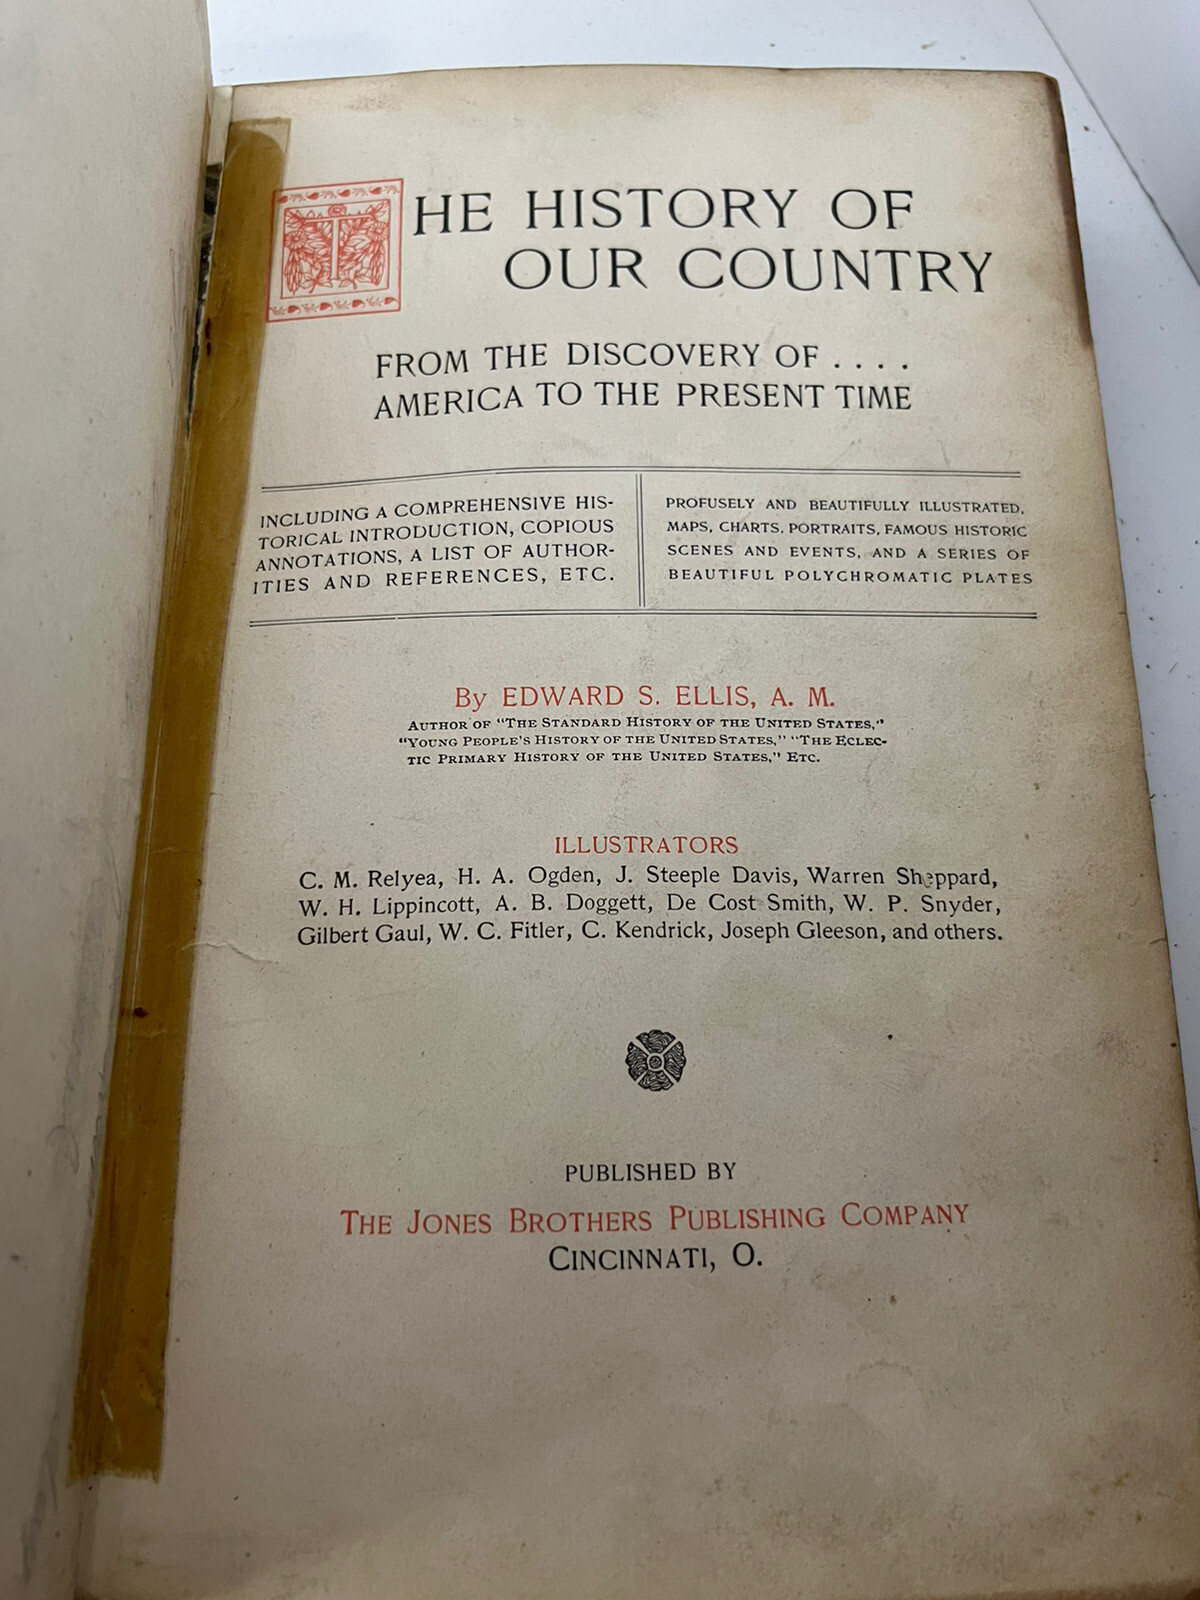 THE HISTORY OF
OUR COUNTRY
FROM THE DISCOVERY OF . . . .
AMERICA TO THE PRESENT TIME
INCLUDING A COMPREHENSIVE HIS-
TORICAL INTRODUCTION, COPIOUS
ANNOTATIONS, A LIST OF AUTHOR-
ITIES AND REFERENCES, ETC.
PROFUSELY AND BEAUTIFULLY ILLUSTRATED,
MAPS, CHARTS, PORTRAITS, FAMOUS HISTORIC
SCENES AND EVENTS, AND A SERIES OF
BEAUTIFUL POLYCHROMATIC PLATES
By EDWARD S. ELLIS, A. M.
AUTHOR OF "THE STANDARD HISTORY OF THE UNITED STATES,"
"YOUNG PEOPLE'S HISTORY OF THE UNITED STATES," "THE ECLEC-
TIC PRIMARY HISTORY OF THE UNITED STATES," ETC.
ILLUSTRATORS
C. M. Relyea, H. A. Ogden, J. Steeple Davis, Warren Sheppard,
W. H. Lippincott, A. B. Doggett, De Cost Smith, W. P. Snyder,
Gilbert Gaul, W. C. Fitler, C. Kendrick, Joseph Gleeson, and others.
PUBLISHED BY
THE JONES BROTHERS PUBLISHING COMPANY
CINCINNATI, O.